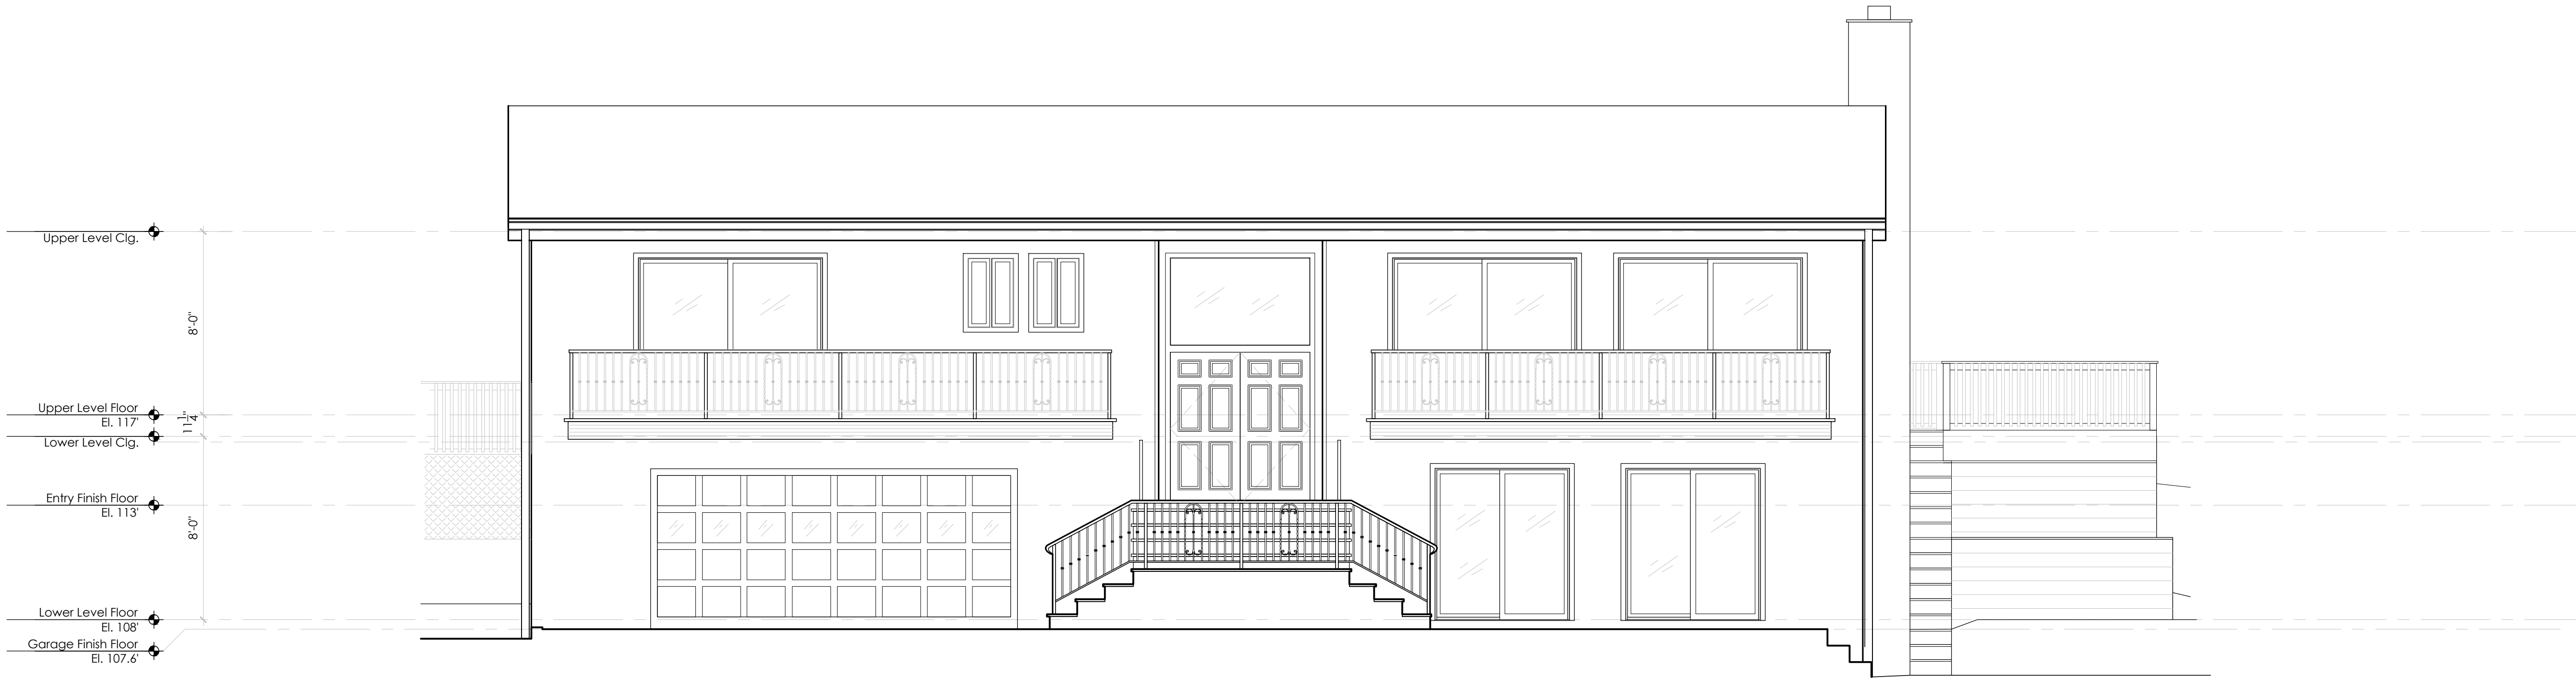 Upper Level Clg.
8'-0"
Upper Level Floor
El. 117'
11 1/4"
Lower Level Clg.
Entry Finish Floor
El. 113'
8'-0"
Lower Level Floor
El. 108'
Garage Finish Floor
El. 107.6'